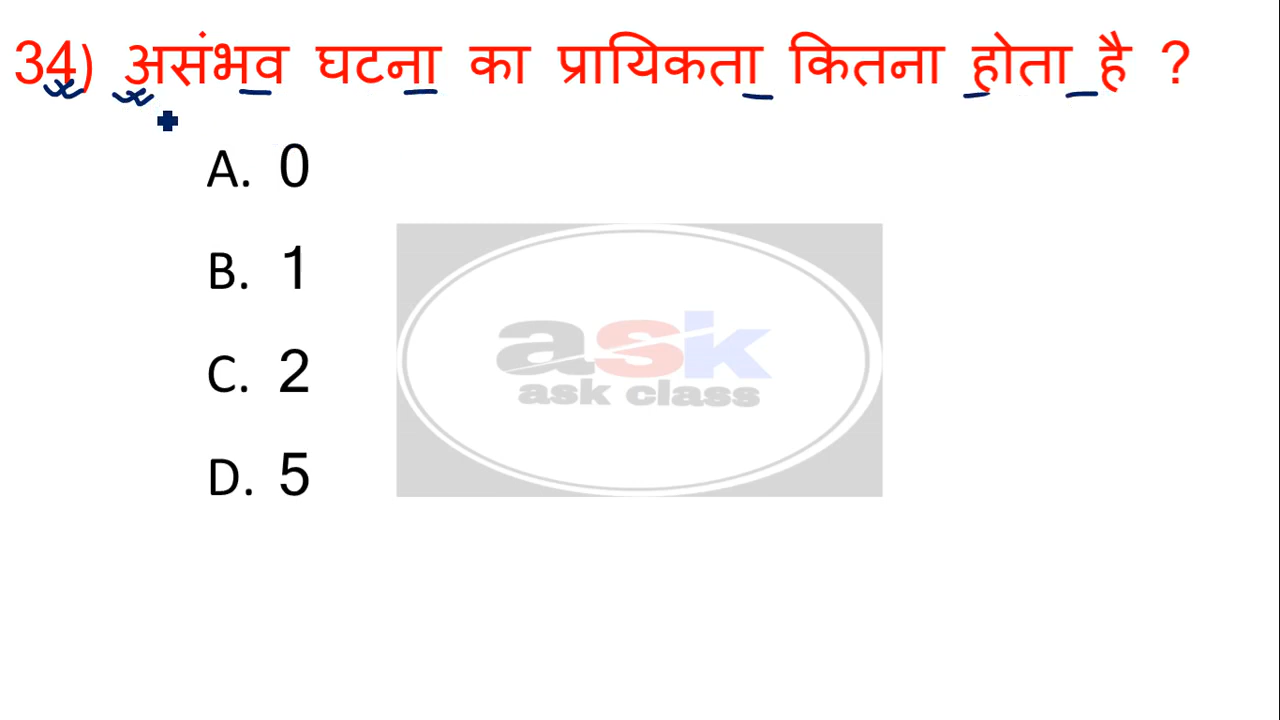 34) असंभव घटना का प्रायिकता कितना होता है ?
A. 0
B. 1
C. 2
D. 5
ask
ask class